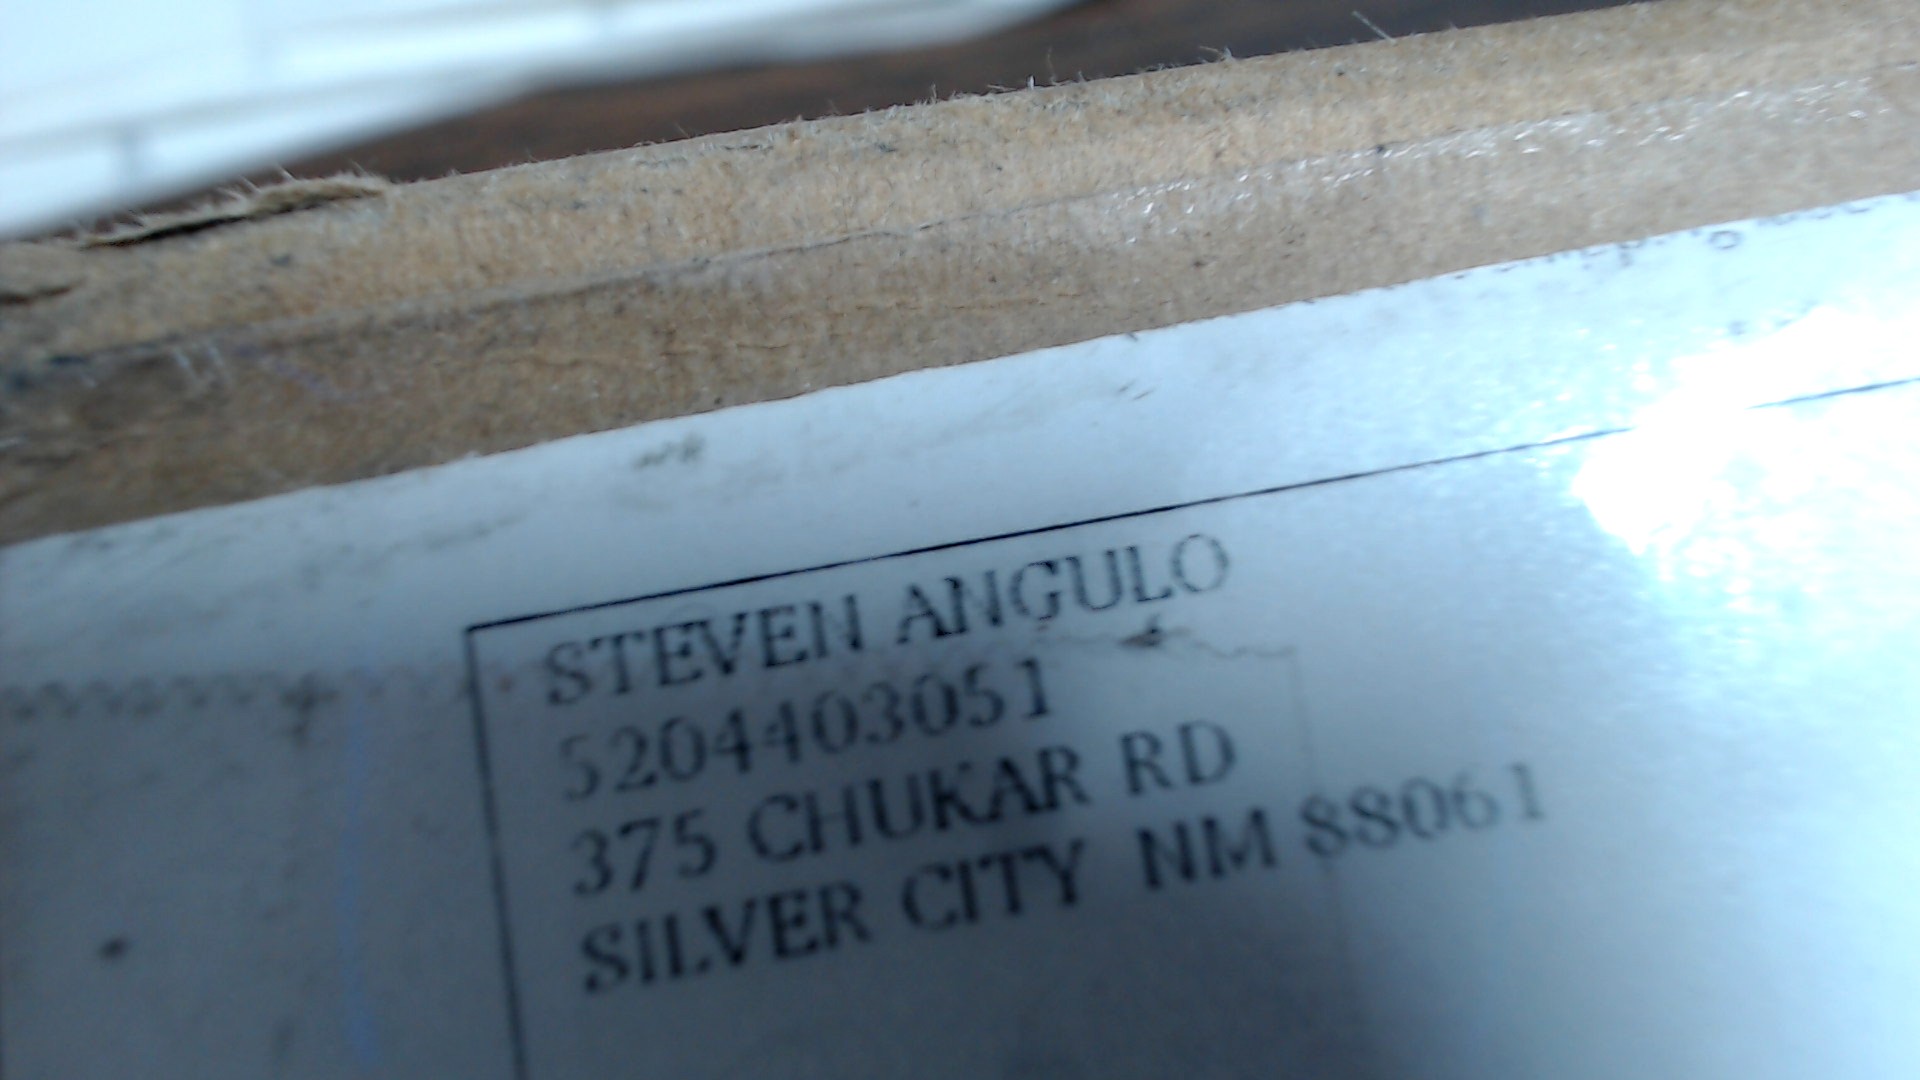 STEVEN ANGULO
5204403051
375 CHUKAR RD
SILVER CITY NM 88061